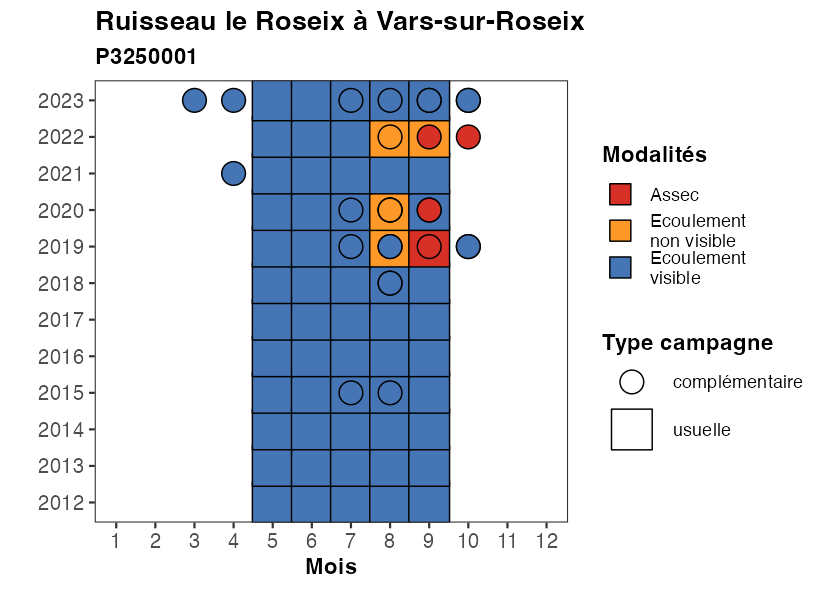 Ruisseau le Roseix à Vars-sur-Roseix
P3250001
2023
2022
2021
2020
2019
2018
2017
2016
2015
2014
2013
2012
1 2 3 4 5 6 7 8 9 10 11 12
Mois
Modalités
Assec
Ecoulement
non visible
Ecoulement
visible
Type campagne
complémentaire
usuelle